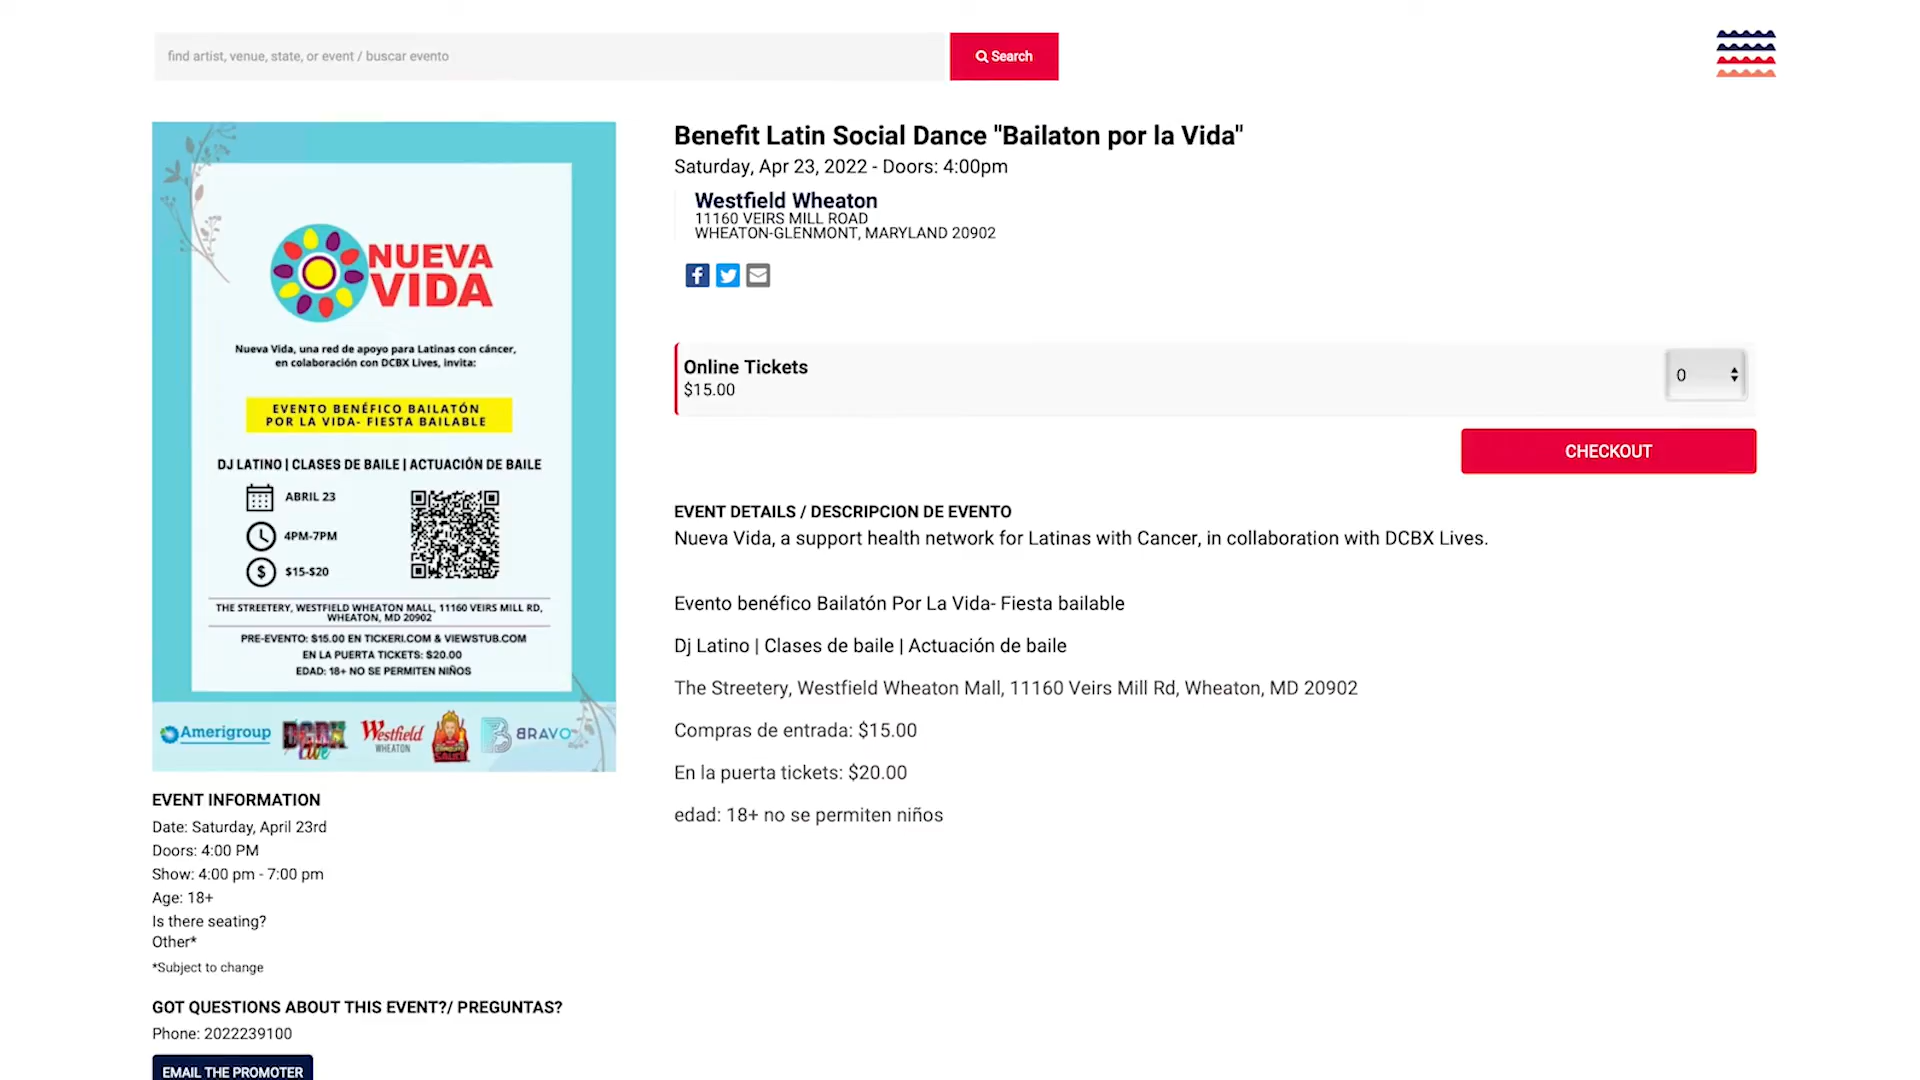 find artist, venue, state, or event / buscar evento
Search
NUEVA
VIDA
Nueva Vida, una red de apoyo para Latinas con cáncer,
en colaboración con DCBX Lives, invita:
EVENTO BENÉFICO BAILATÓN
POR LA VIDA- FIESTA BAILABLE
DJ LATINO | CLASES DE BAILE | ACTUACIÓN DE BAILE
ABRIL 23
4PM-7PM
$15-$20
THE STREETERY, WESTFIELD WHEATON MALL, 11160 VEIRS MILL RD,
WHEATON, MD 20902
PRE-EVENTO: $15.00 EN TICKERI.COM & VIEWSTUB.COM
EN LA PUERTA TICKETS: $20.00
EDAD: 18+ NO SE PERMITEN NIÑOS
Amerigroup
DCBX
Live
Westfield
WHEATON
BRAVO
EVENT INFORMATION
Date: Saturday, April 23rd
Doors: 4:00 PM
Show: 4:00 pm - 7:00 pm
Age: 18+
Is there seating?
Other*
*Subject to change
GOT QUESTIONS ABOUT THIS EVENT?/ PREGUNTAS?
Phone: 2022239100
EMAIL THE PROMOTER
Benefit Latin Social Dance "Bailaton por la Vida"
Saturday, Apr 23, 2022 - Doors: 4:00pm
Westfield Wheaton
11160 VEIRS MILL ROAD
WHEATON-GLENMONT, MARYLAND 20902
Online Tickets
$15.00
0
CHECKOUT
EVENT DETAILS / DESCRIPCION DE EVENTO
Nueva Vida, a support health network for Latinas with Cancer, in collaboration with DCBX Lives.
Evento benéfico Bailatón Por La Vida- Fiesta bailable
Dj Latino | Clases de baile | Actuación de baile
The Streetery, Westfield Wheaton Mall, 11160 Veirs Mill Rd, Wheaton, MD 20902
Compras de entrada: $15.00
En la puerta tickets: $20.00
edad: 18+ no se permiten niños